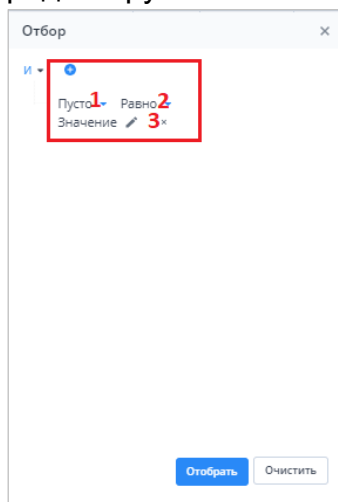 Отбор ×
И
Пусто 1 Равно 2
Значение 3 ×
Отобрать Очистить